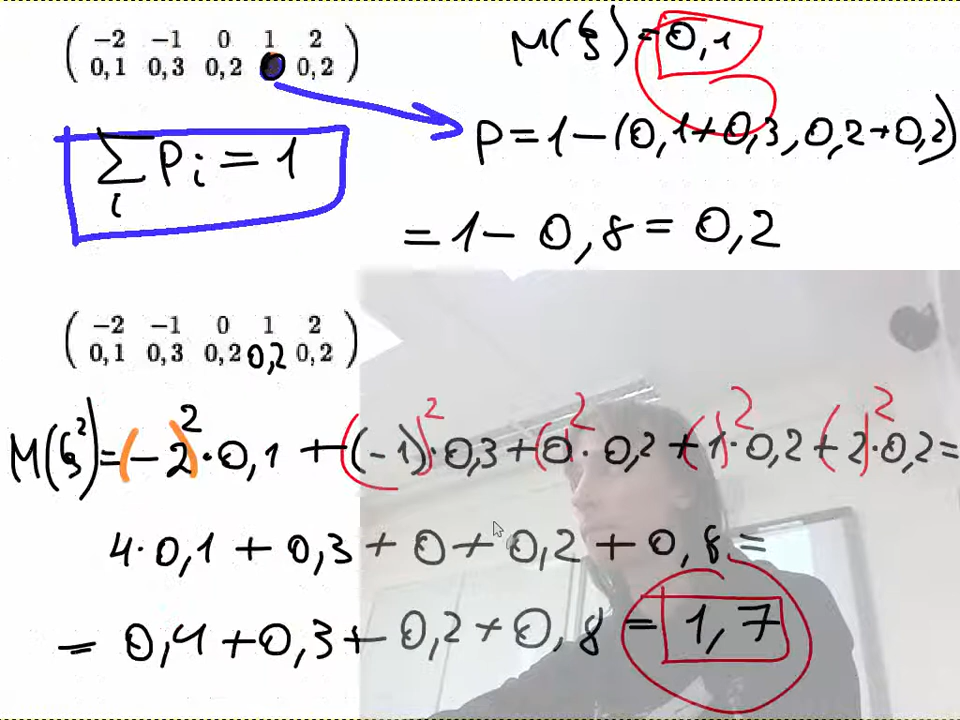 −2 −1 0 1 2
0,1 0,3 0,2 0,2
M(ξ)=0,1
P=1−(0,1+0,3,0,2+0,2)
∑ᵢ Pᵢ = 1
=1−0,8=0,2
−2 −1 0 1 2
0,1 0,3 0,2 0,2 0,2
M(ξ²)=(−2)²·0,1+((−1))²·0,3+(0)²·0,2+(1)²·0,2+(2)²·0,2=
4·0,1+0,3+0+0,2+0,8=
=0,4+0,3+0,2+0,8=1,7